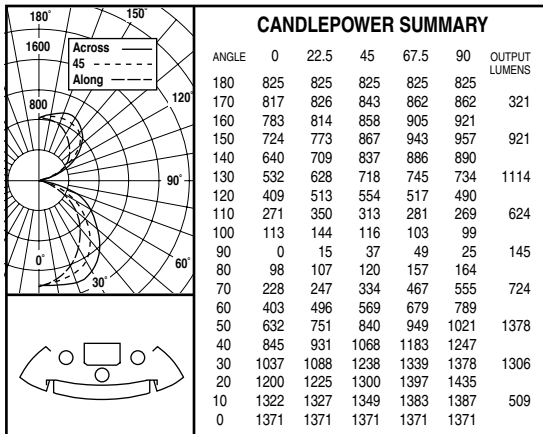 180° 150°
1600
Across
45
Along
800
120°
90°
60°
30°
0°
CANDLEPOWER SUMMARY
ANGLE 0 22.5 45 67.5 90 OUTPUT LUMENS
180 825 825 825 825 825
170 817 826 843 862 862 321
160 783 814 858 905 921
150 724 773 867 943 957 921
140 640 709 837 886 890
130 532 628 718 745 734 1114
120 409 513 554 517 490
110 271 350 313 281 269 624
100 113 144 116 103 99
90 0 15 37 49 25 145
80 98 107 120 157 164
70 228 247 334 467 555 724
60 403 496 569 679 789
50 632 751 840 949 1021 1378
40 845 931 1068 1183 1247
30 1037 1088 1238 1339 1378 1306
20 1200 1225 1300 1397 1435
10 1322 1327 1349 1383 1387 509
0 1371 1371 1371 1371 1371